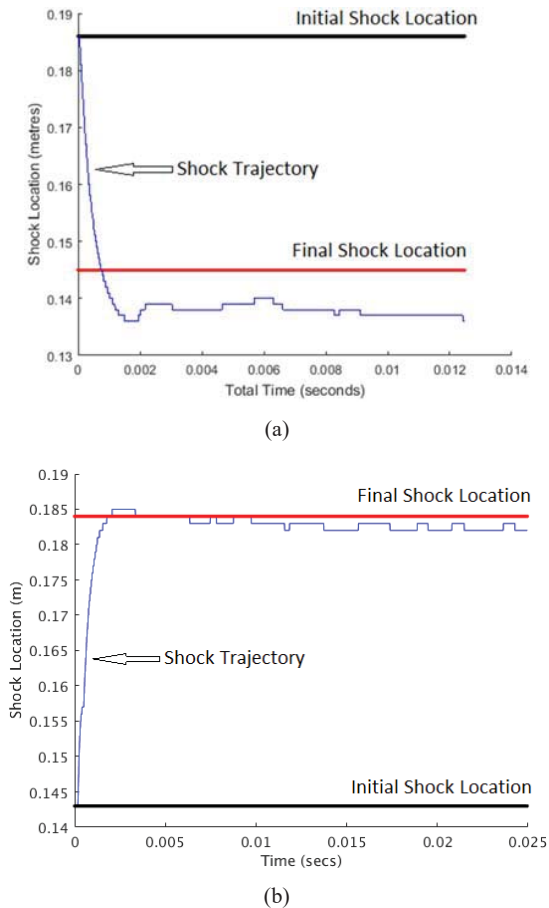 Initial Shock Location
0.19
0.18
0.17
0.16
0.15
0.14
0.13
Shock Location (metres)
Shock Trajectory
Final Shock Location
0 0.002 0.004 0.006 0.008 0.01 0.012 0.014
Total Time (seconds)
(a)
0.19
0.185
0.18
0.175
0.17
0.165
0.16
0.155
0.15
0.145
0.14
Shock Location (m)
Final Shock Location
Shock Trajectory
Initial Shock Location
0 0.005 0.01 0.015 0.02 0.025
Time (secs)
(b)